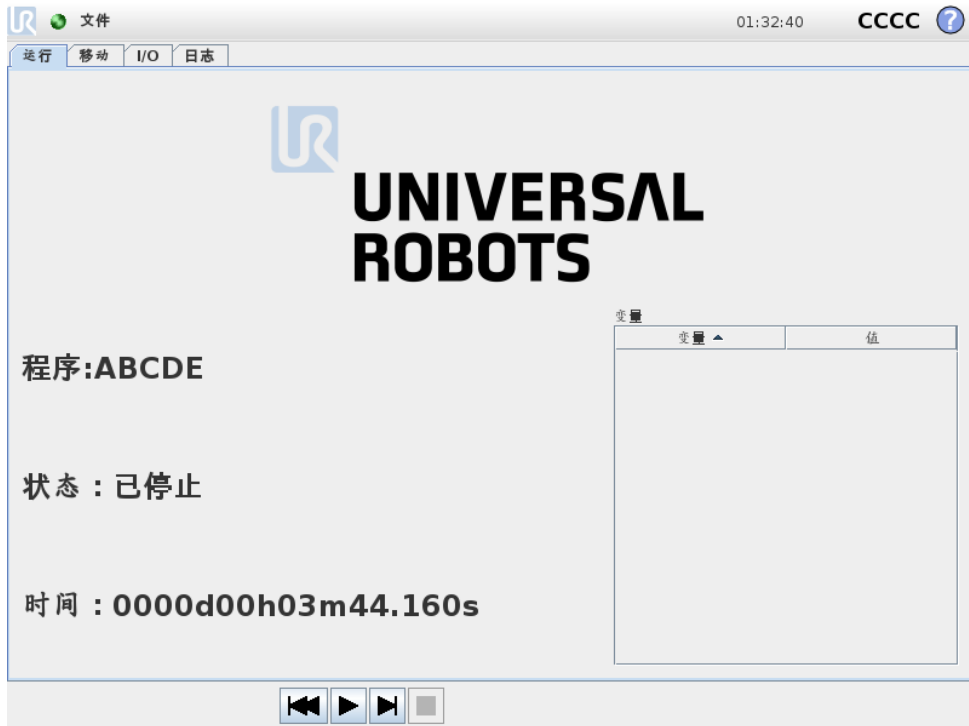 文件
01:32:40
CCCC
?
运行
移动
I/O
日志
UR
UNIVERSAL
ROBOTS
变量
变量
值
程序:ABCDE
状态：已停止
时间：0000d00h03m44.160s